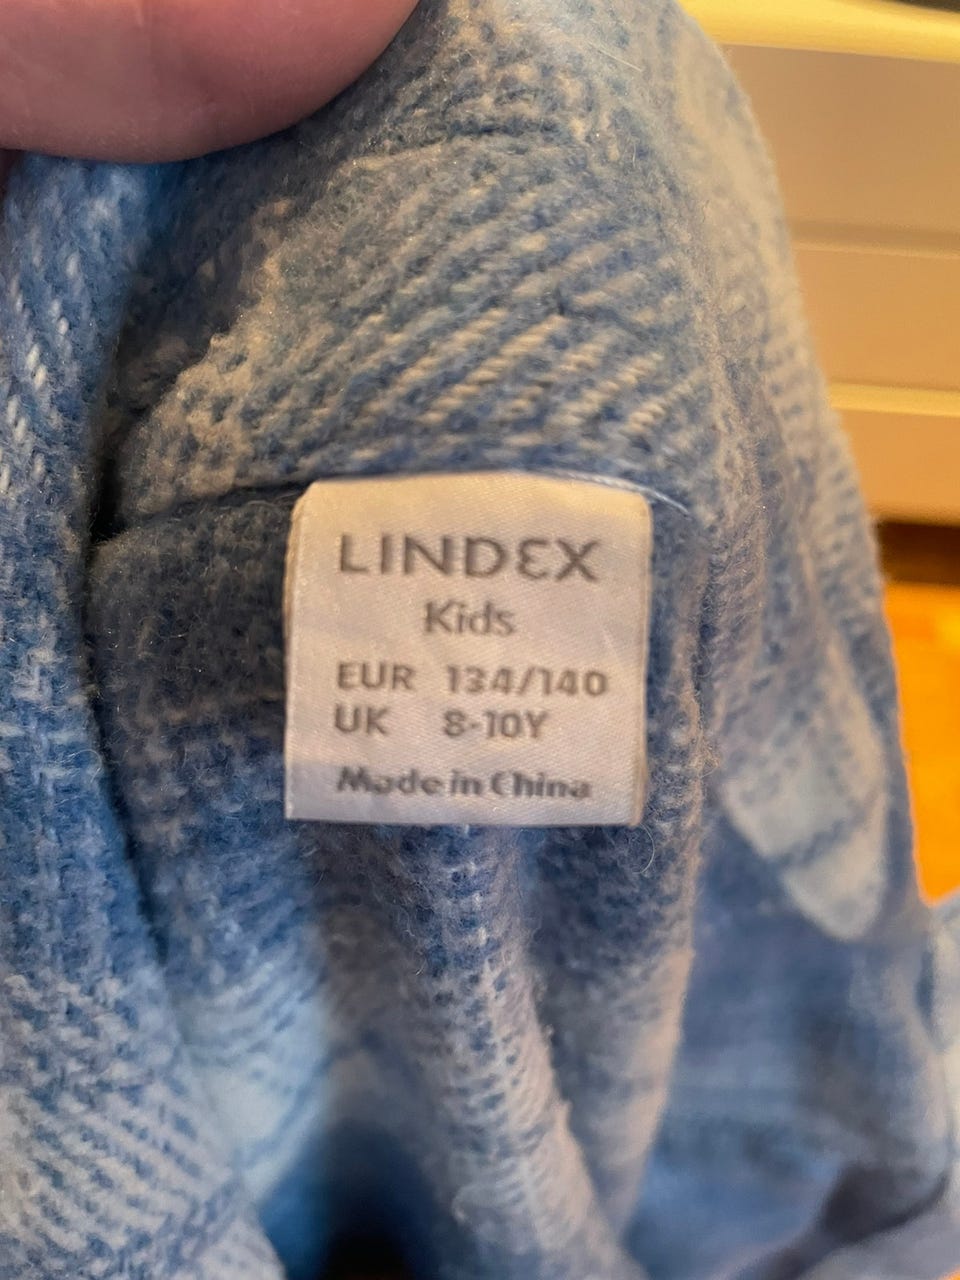 LINDEX
Kids
EUR 134/140
UK 8-10Y
Made in China